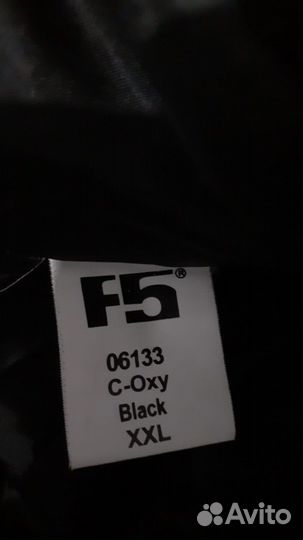 F5®
06133
C-Oxy
Black
XXL
Avito